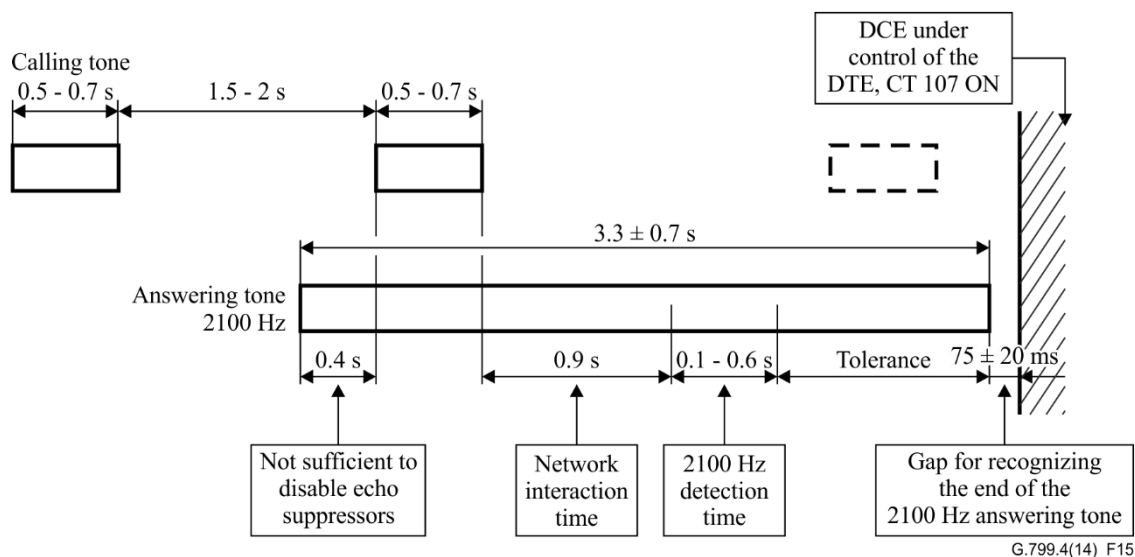 Calling tone
0.5 - 0.7 s
1.5 - 2 s
0.5 - 0.7 s
DCE under
control of the
DTE, CT 107 ON
3.3 ± 0.7 s
Answering tone
2100 Hz
0.4 s
0.9 s
0.1 - 0.6 s
Tolerance
75 ± 20 ms
Not sufficient to
disable echo
suppressors
Network
interaction
time
2100 Hz
detection
time
Gap for recognizing
the end of the
2100 Hz answering tone
G.799.4(14)_F15